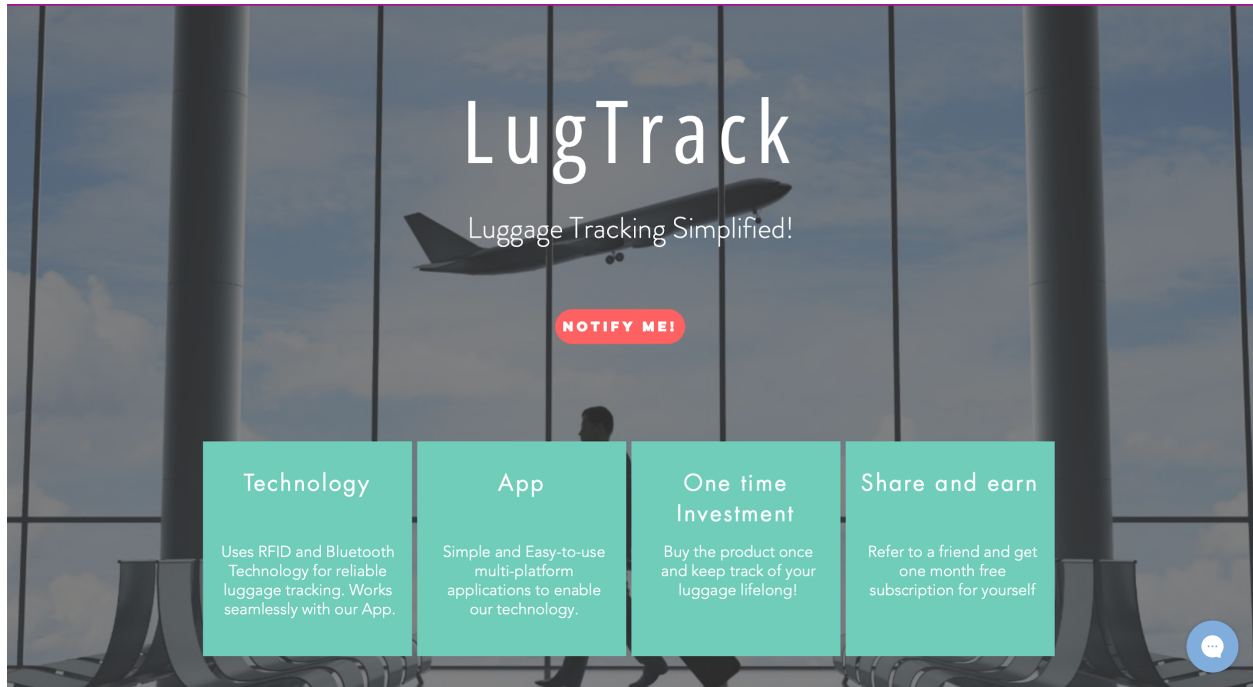 LugTrack
Luggage Tracking Simplified!
NOTIFY ME!
Technology
Uses RFID and Bluetooth
Technology for reliable
luggage tracking. Works
seamlessly with our App.
App
Simple and Easy-to-use
multi-platform
applications to enable
our technology.
One time
Investment
Buy the product once
and keep track of your
luggage lifelong!
Share and earn
Refer to a friend and get
one month free
subscription for yourself